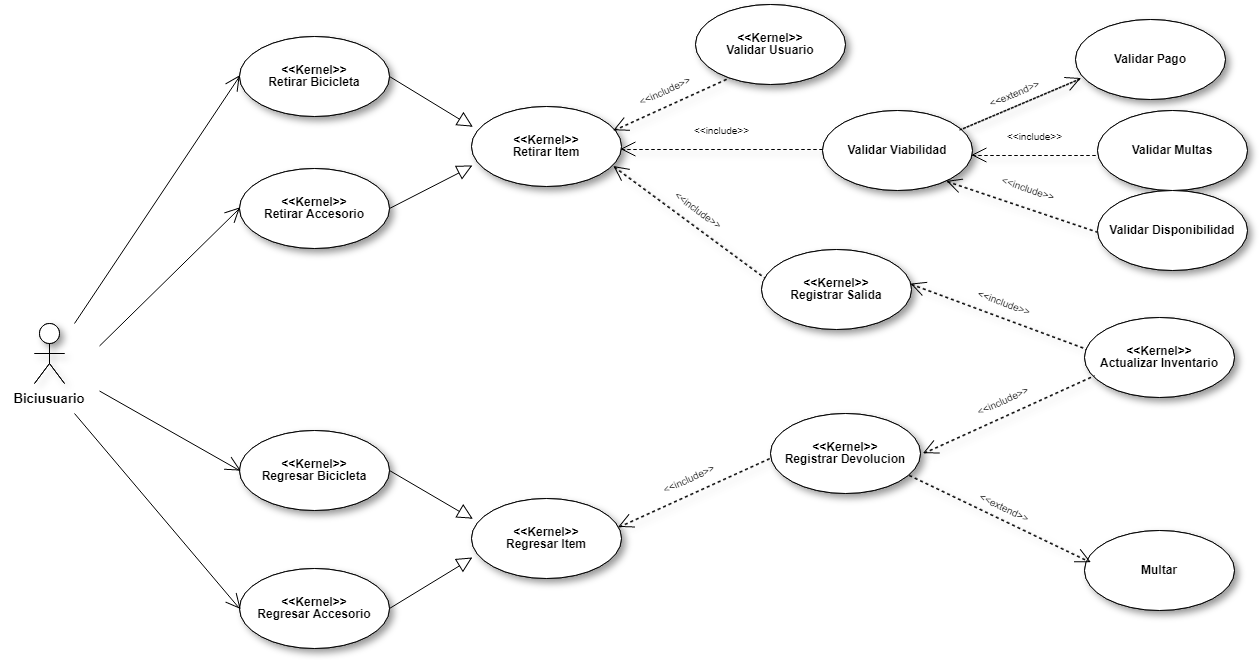 <<Kernel>>
Validar Usuario
Validar Pago
<<Kernel>>
Retirar Bicicleta
<<include>>
<<extend>>
<<Kernel>>
Retirar Item
<<include>>
Validar Viabilidad
<<include>>
Validar Multas
<<Kernel>>
Retirar Accesorio
<<include>>
<<include>>
Validar Disponibilidad
<<Kernel>>
Registrar Salida
<<include>>
<<Kernel>>
Actualizar Inventario
Biciusuario
<<include>>
<<Kernel>>
Registrar Devolucion
<<Kernel>>
Regresar Bicicleta
<<include>>
<<extend>>
<<Kernel>>
Regresar Item
Multar
<<Kernel>>
Regresar Accesorio